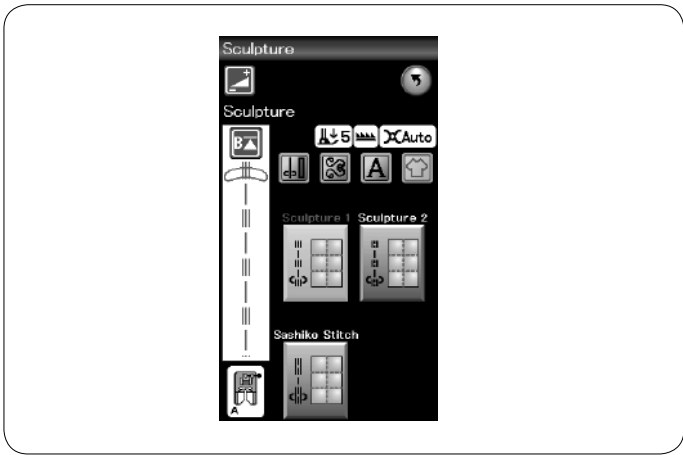 Sculpture
Sculpture
B
5 Auto
A
Sculpture 1 Sculpture 2
Sashiko Stitch
A